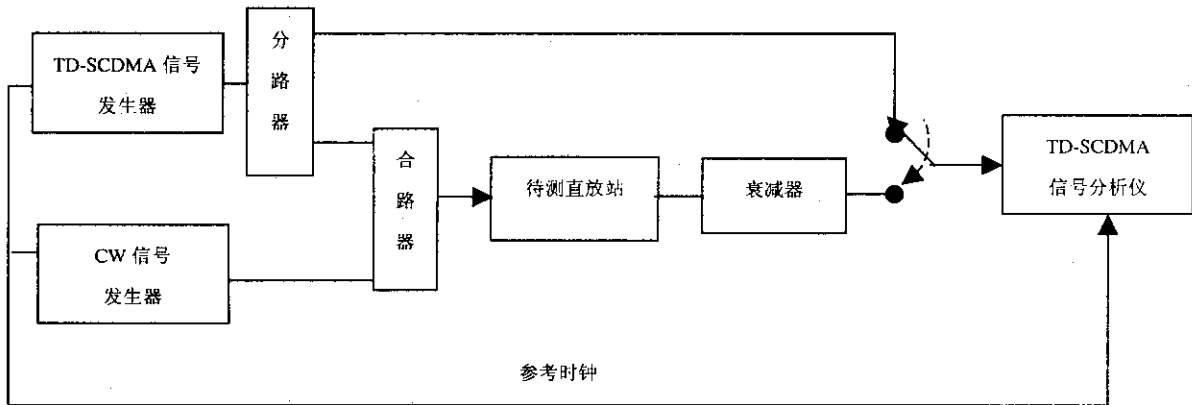 TD-SCDMA 信号
发生器
分
路
器
合
路
器
待测直放站
衰减器
TD-SCDMA
信号分析仪
CW 信号
发生器
参考时钟